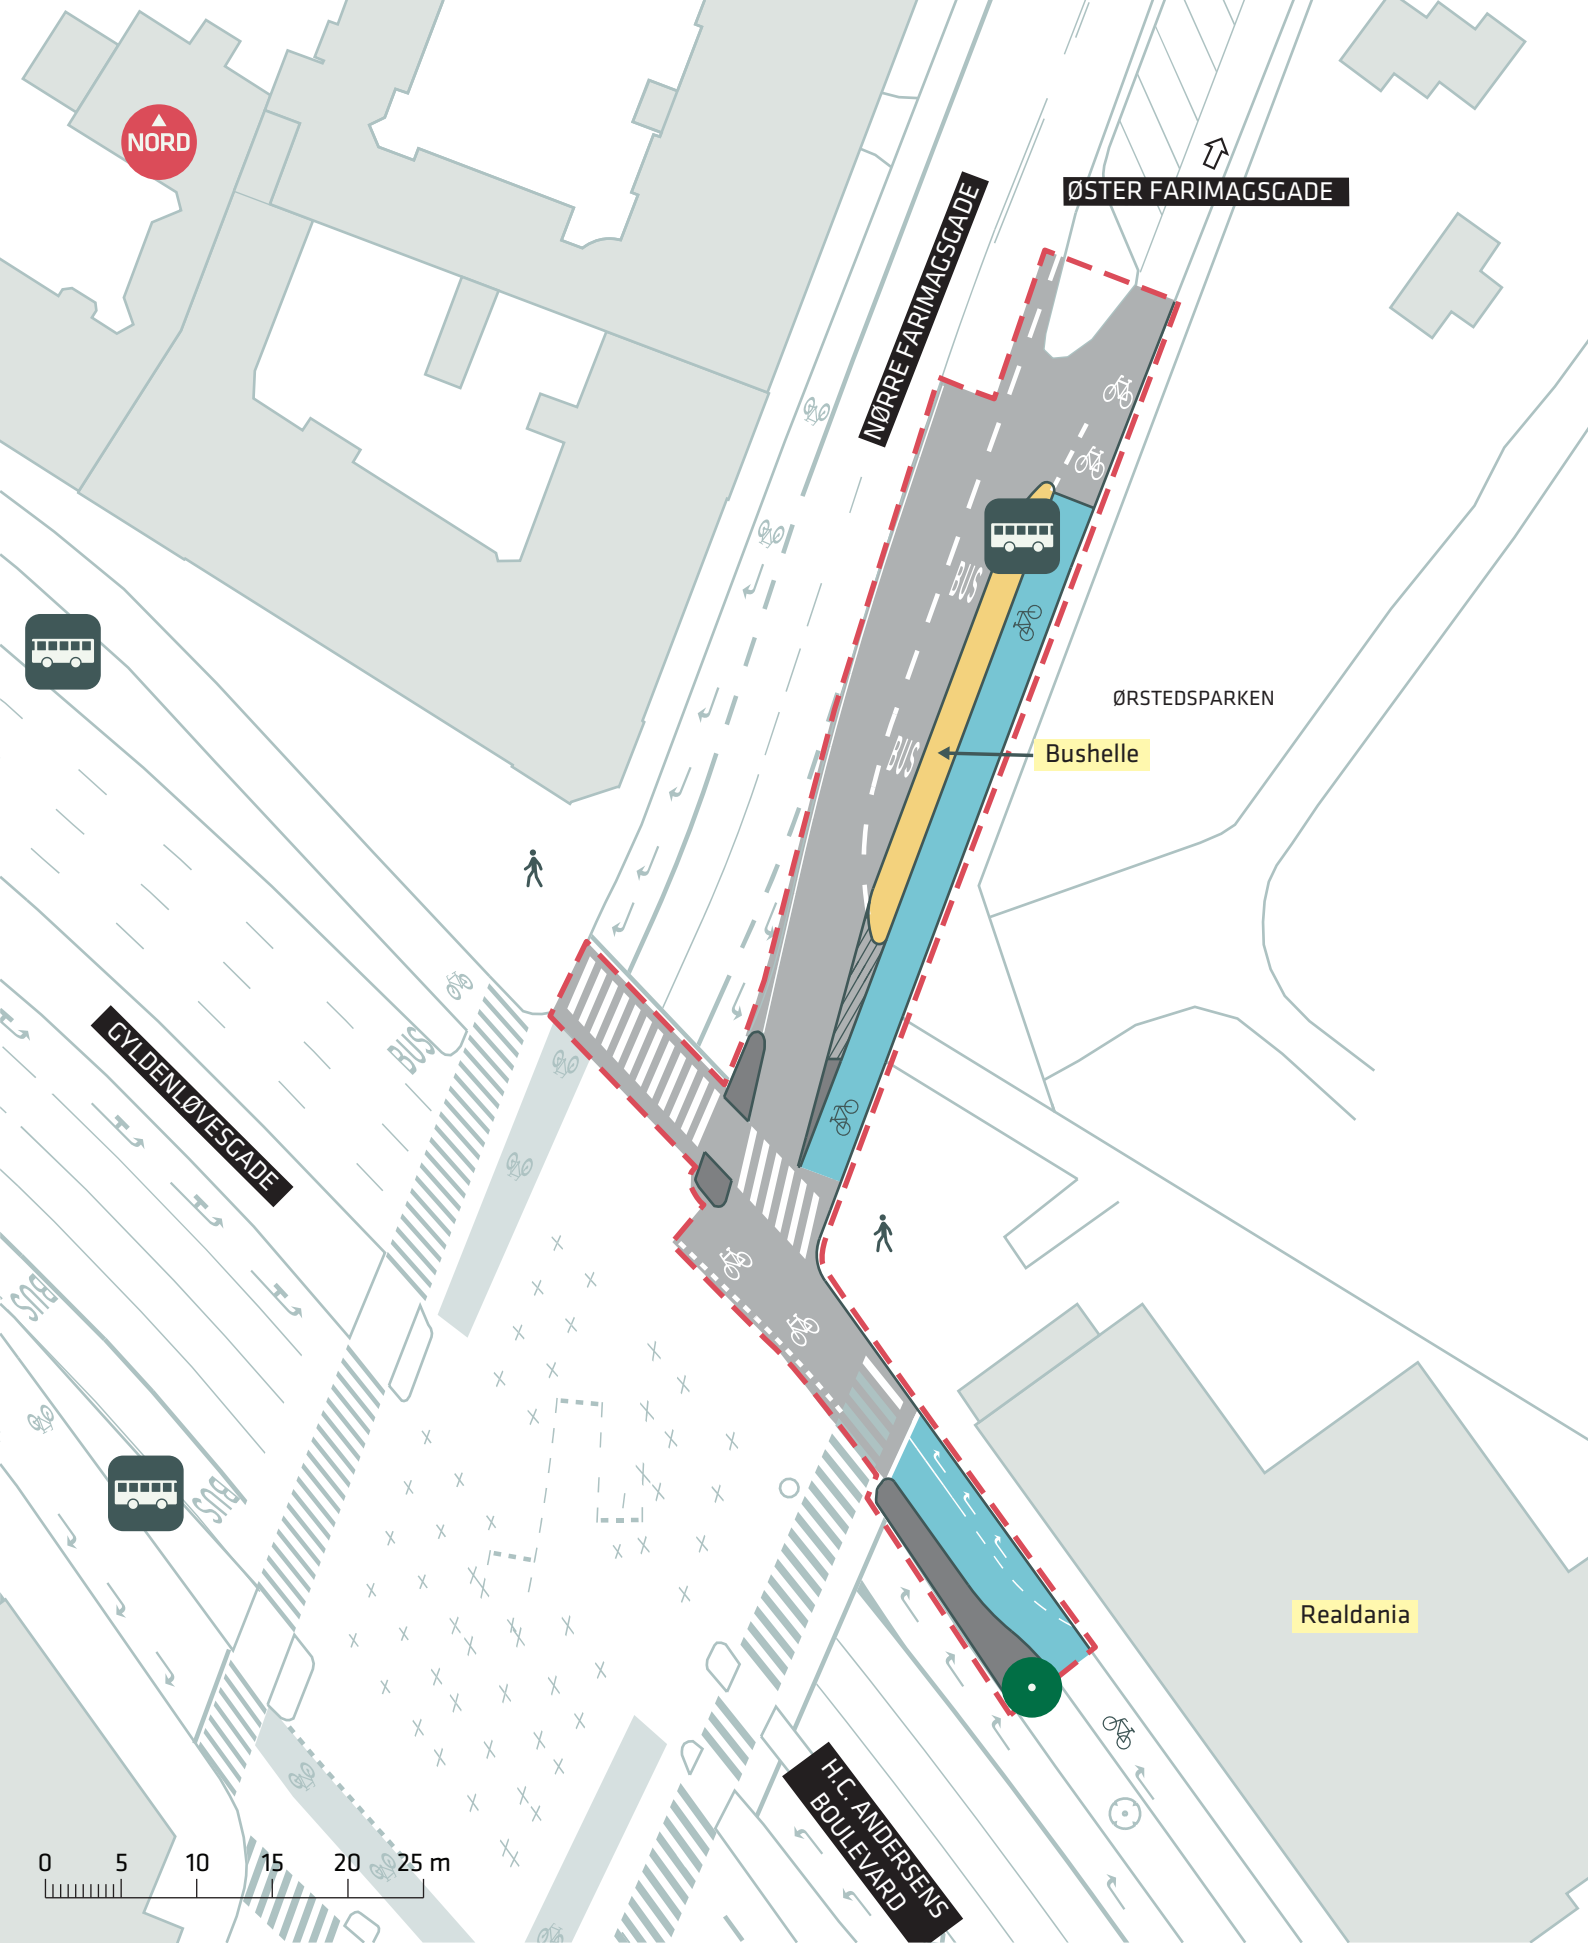 NORD
ØSTER FARIMAGSGADE
NØRRE FARIMAGSGADE
BUS
ØRSTEDSPARKEN
BUS
Bushelle
GYLDENLØVESGADE
BUS
BUS
BUS
Realdania
H.C. ANDERSENS
BOULEVARD
0 5 10 15 20 25 m